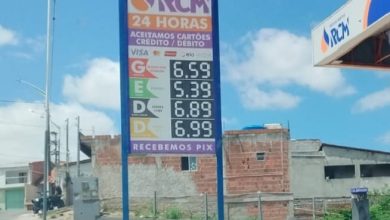 RCM
24 HORAS
ACEITAMOS CARTÕES
CRÉDITO / DÉBITO
VISA
G 6.59
E 5.39
D 6.89
D 6.99
RECEBEMOS PIX
RCM